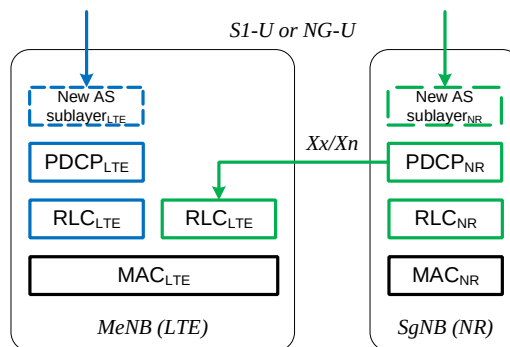 S1-U or NG-U
New AS
sublayerLTE
New AS
sublayerNR
PDCPLTE
Xx/Xn
PDCPNR
RLCLTE
RLCLTE
RLCNR
MACLTE
MACNR
MeNB (LTE)
SgNB (NR)